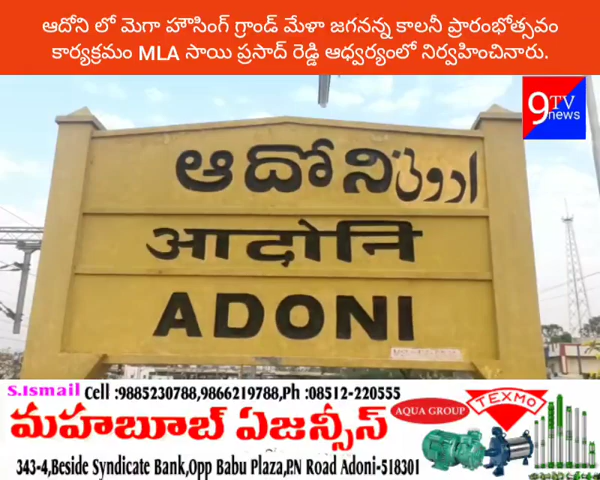 ఆదోని లో మెగా హౌసింగ్ గ్రాండ్ మేళా జగనన్న కాలనీ ప్రారంభోత్సవం
కార్యక్రమం MLA సాయి ప్రసాద్ రెడ్డి ఆధ్వర్యంలో నిర్వహించినారు.
9 TV news
ఆదోని ادونی
आदोनि
ADONI
S.Ismail Cell :9885230788,9866219788,Ph :08512-220555
మహబూబ్ ఏజన్సీస్
AQUA GROUP
TEXMO
343-4,Beside Syndicate Bank,Opp Babu Plaza,P.N Road Adoni-518301